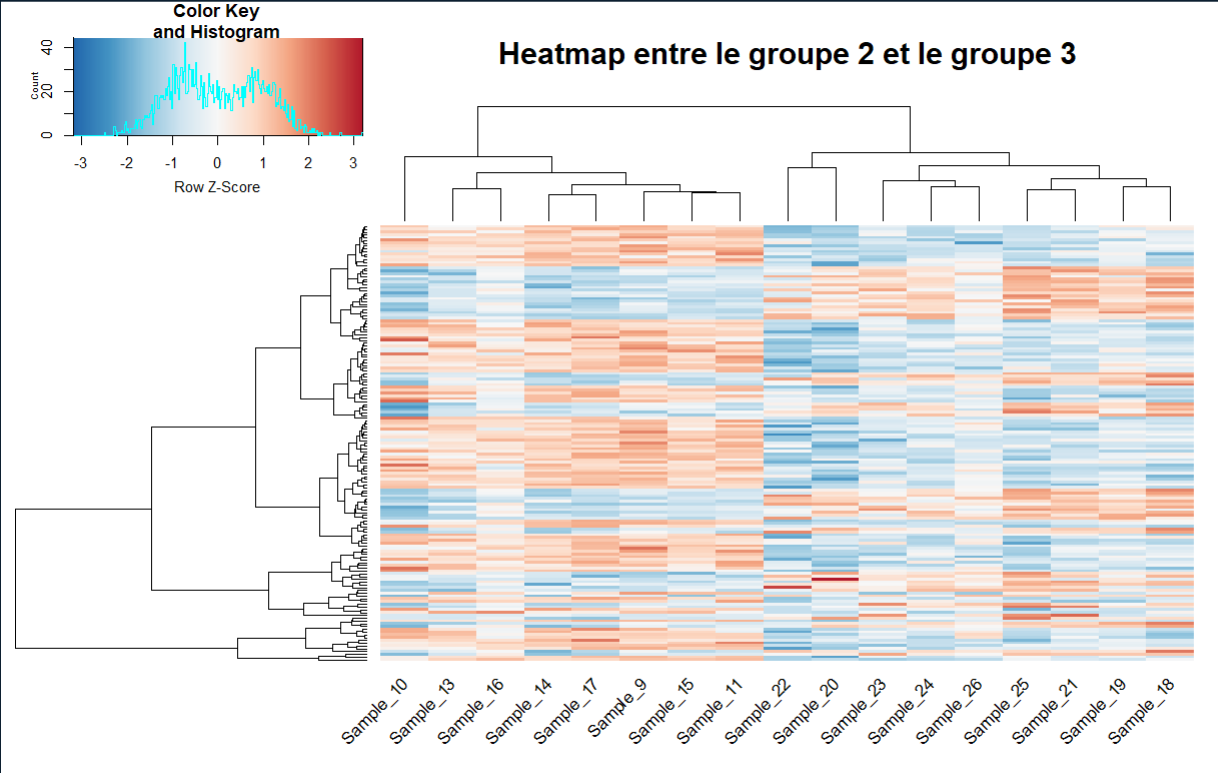 Color Key
and Histogram
Count
0 20 40
-3 -2 -1 0 1 2 3
Row Z-Score
Heatmap entre le groupe 2 et le groupe 3
Sample_10
Sample_13
Sample_16
Sample_14
Sample_17
Sample_9
Sample_15
Sample_11
Sample_22
Sample_20
Sample_23
Sample_24
Sample_26
Sample_25
Sample_21
Sample_19
Sample_18